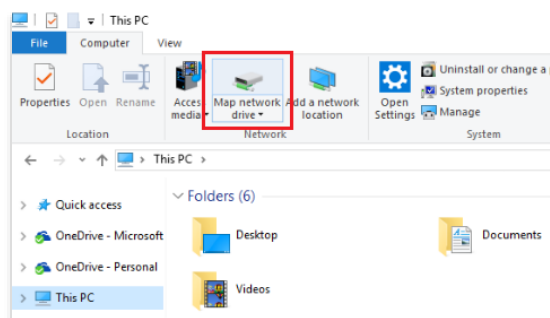 This PC
File Computer View
Properties Open Rename Acces Map network Add a network Open Uninstall or change a
media drive location Settings System properties
Manage
Location Network System
This PC
Quick access
OneDrive - Microsoft
OneDrive - Personal
This PC
Folders (6)
Desktop Documents
Videos